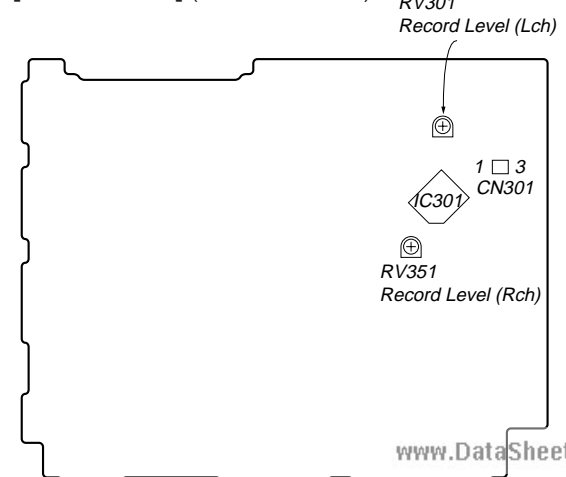 RV301
Record Level (Lch)
1 3
CN301
IC301
RV351
Record Level (Rch)
www.DataSheet